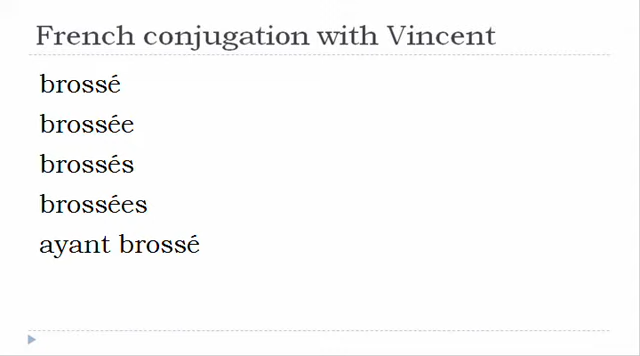 French conjugation with Vincent
brossé
brossée
brossés
brossées
ayant brossé